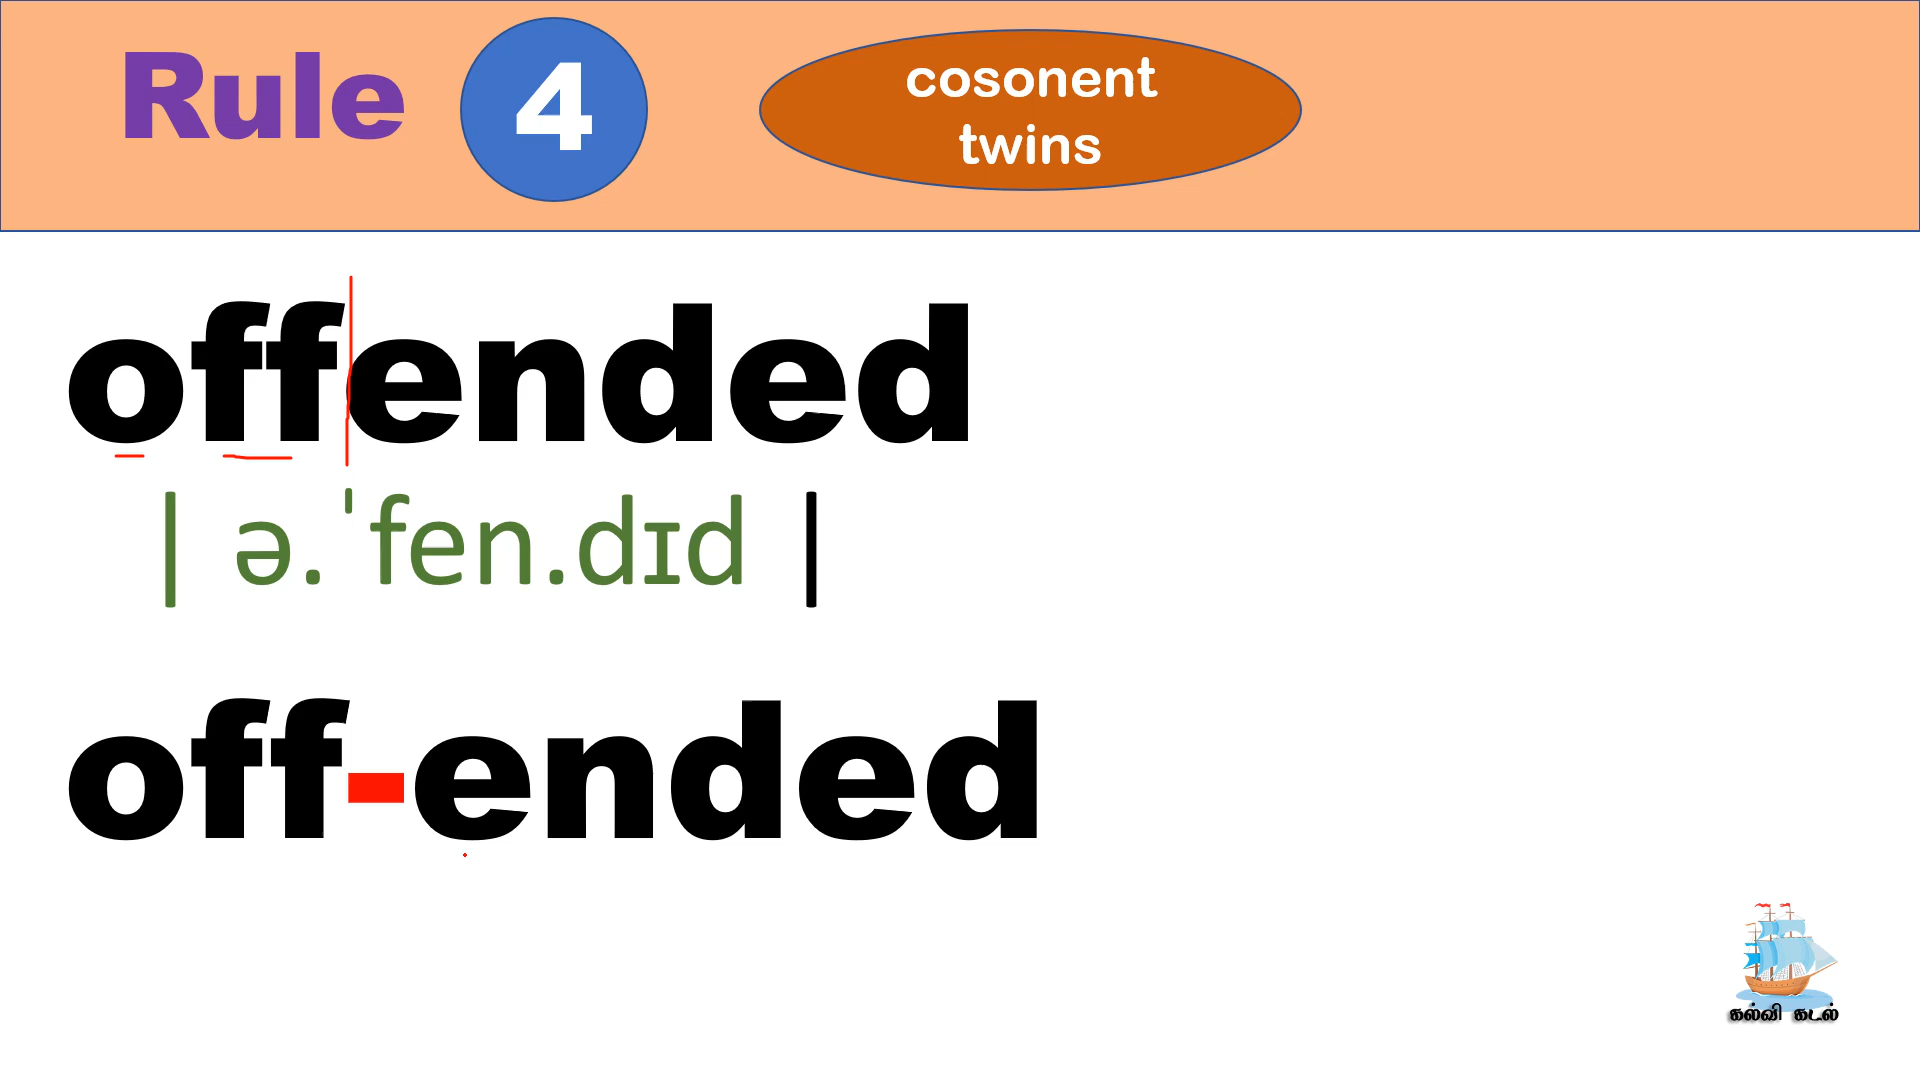 Rule 4
cosonent
twins
offended
| ə.ˈfen.dɪd |
off-ended
கல்வி கடல்